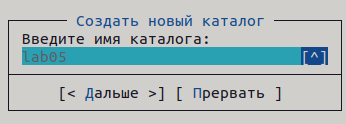 Создать новый каталог
Введите имя каталога:
lab05 [^]
[< Дальше >] [ Прервать ]